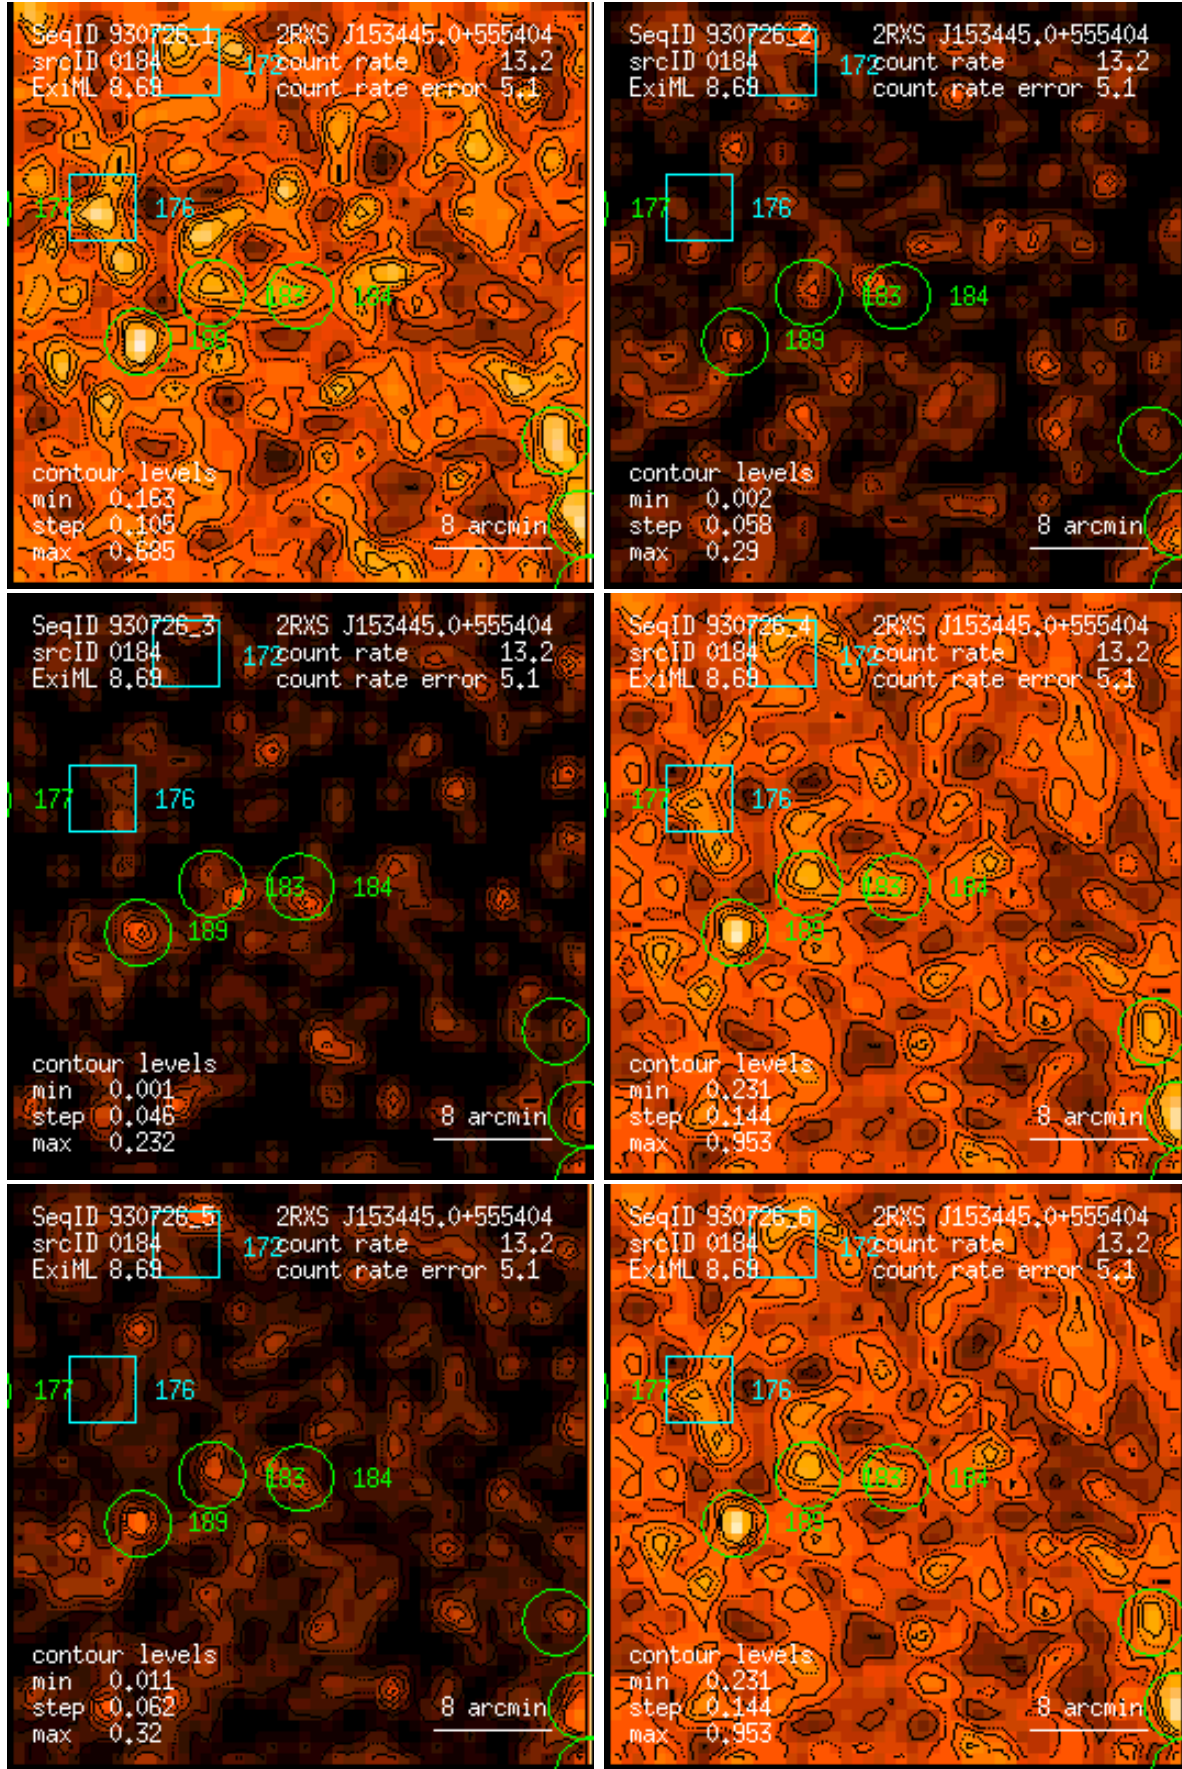 SeqID 930726_1 2RXS J153445.0+555404
srcID 0184 172 count rate 13.2
ExiML 8.69 count rate error 5.1
177 176
183 184
189
contour levels
min 0.163
step 0.105 8 arcmin
max 0.685
SeqID 930726_2 2RXS J153445.0+555404
srcID 0184 172 count rate 13.2
ExiML 8.69 count rate error 5.1
177 176
183 184
189
contour levels
min 0.002
step 0.058 8 arcmin
max 0.29
SeqID 930726_3 2RXS J153445.0+555404
srcID 0184 172 count rate 13.2
ExiML 8.69 count rate error 5.1
177 176
183 184
189
contour levels
min 0.001
step 0.046 8 arcmin
max 0.232
SeqID 930726_4 2RXS J153445.0+555404
srcID 0184 172 count rate 13.2
ExiML 8.69 count rate error 5.1
177 176
183 184
189
contour levels
min 0.231
step 0.144 8 arcmin
max 0.953
SeqID 930726_5 2RXS J153445.0+555404
srcID 0184 172 count rate 13.2
ExiML 8.69 count rate error 5.1
177 176
183 184
189
contour levels
min 0.011
step 0.062 8 arcmin
max 0.32
SeqID 930726_6 2RXS J153445.0+555404
srcID 0184 172 count rate 13.2
ExiML 8.69 count rate error 5.1
177 176
183 184
189
contour levels
min 0.231
step 0.144 8 arcmin
max 0.953